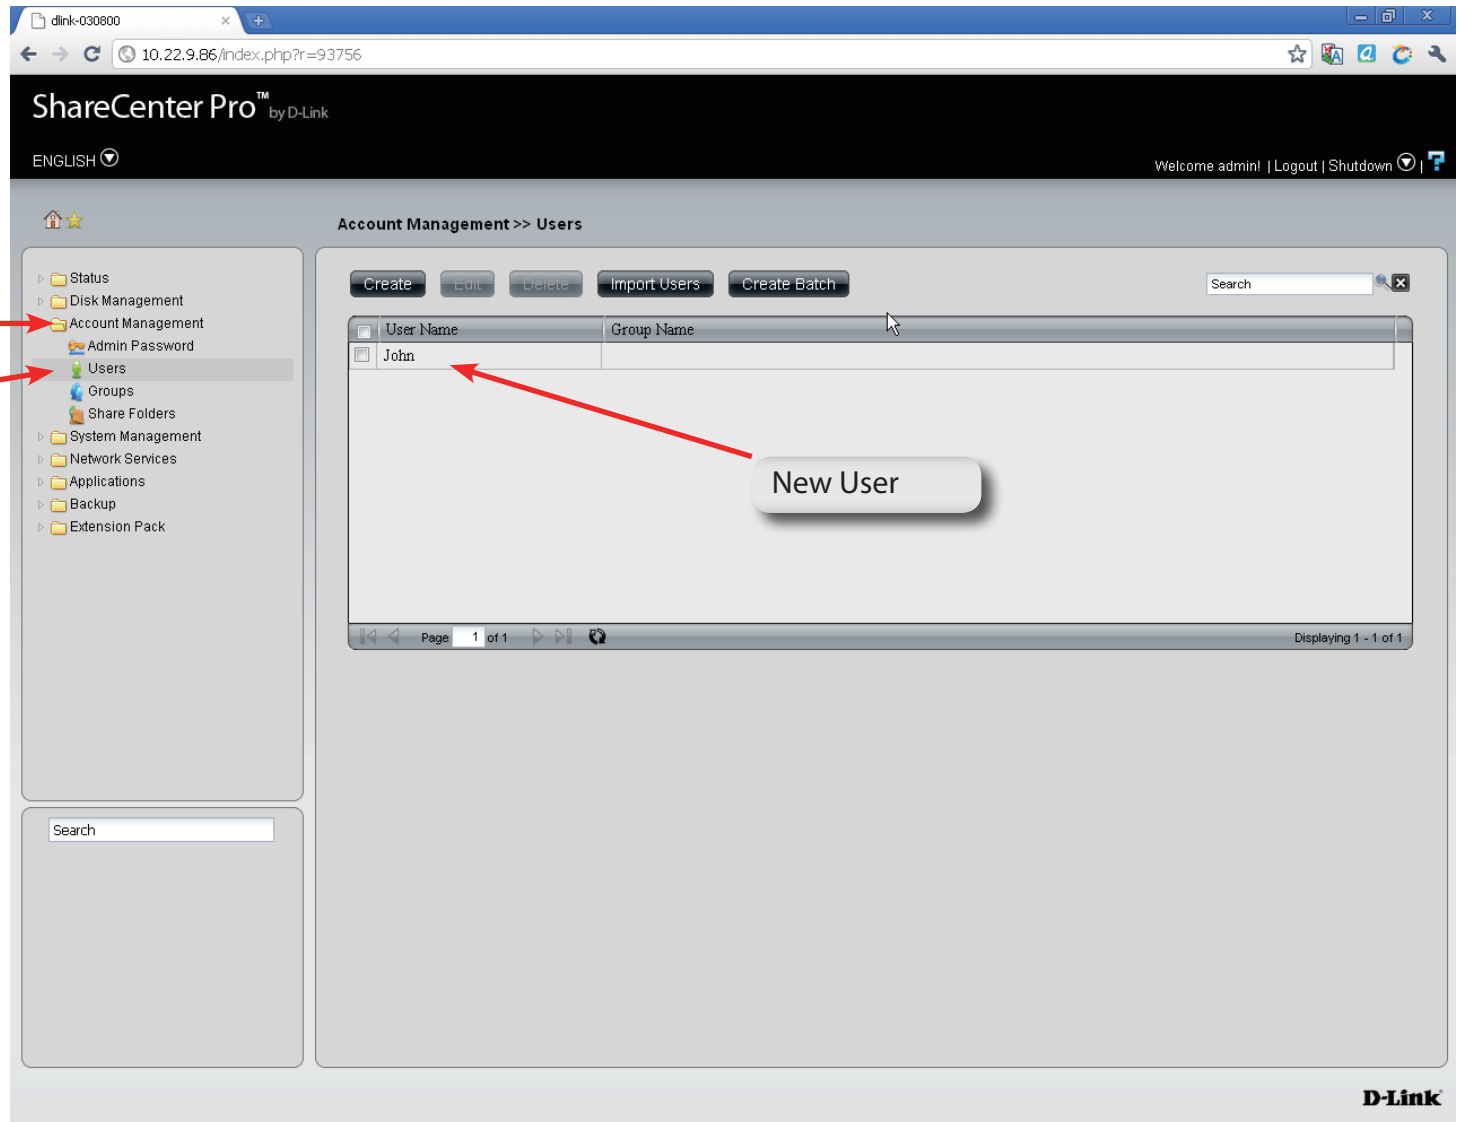 dlink-030800
10.22.9.86/index.php?r=93756
ShareCenter Pro™ by D-Link
ENGLISH
Welcome admin! | Logout | Shutdown | ?
Account Management >> Users
Status
Disk Management
Account Management
Admin Password
Users
Groups
Share Folders
System Management
Network Services
Applications
Backup
Extension Pack
Search
Create Edit Delete Import Users Create Batch Search
User Name Group Name
John
New User
Page 1 of 1 Displaying 1 - 1 of 1
D-Link